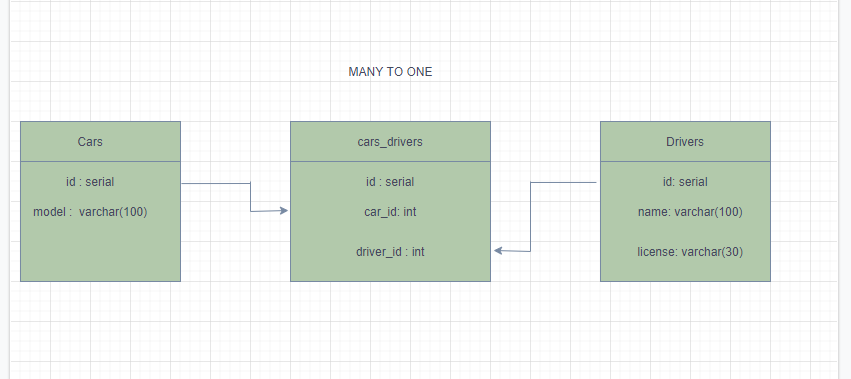 MANY TO ONE
Cars
id : serial
model :  varchar(100)
cars_drivers
id : serial
car_id: int
driver_id : int
Drivers
id: serial
name: varchar(100)
license: varchar(30)